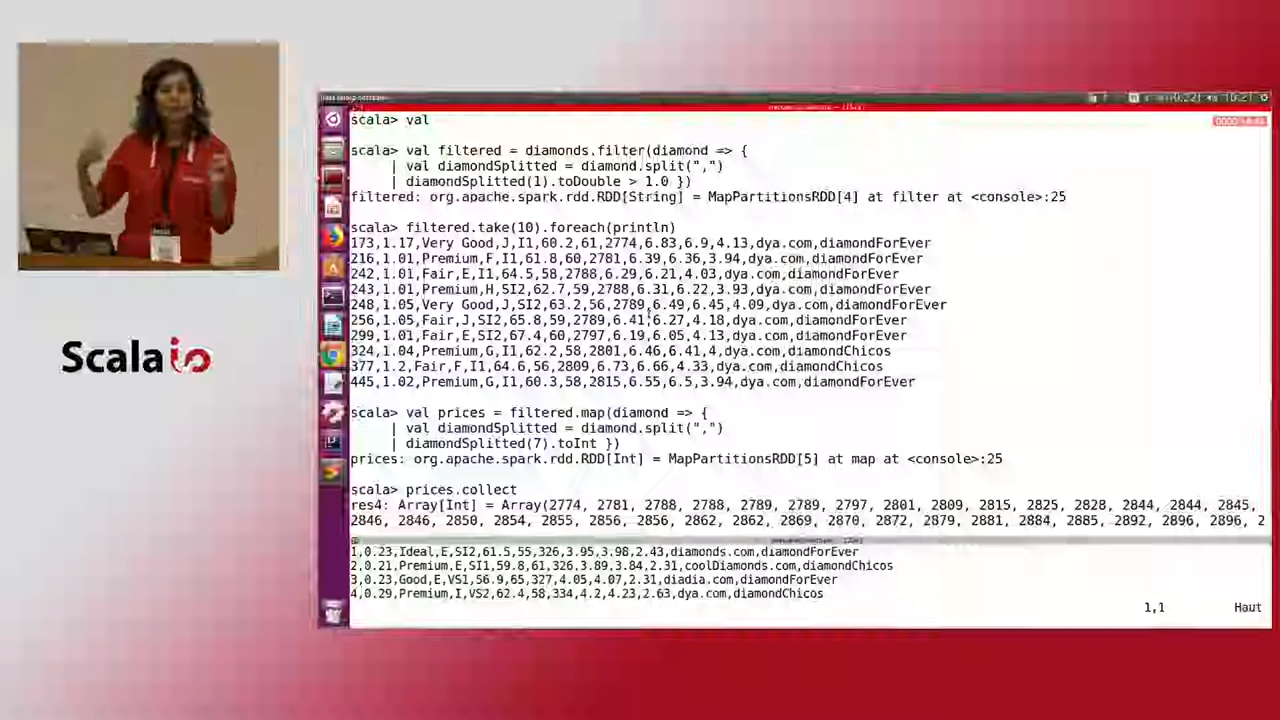 Scala io
scala> val
scala> val filtered = diamonds.filter(diamond => {
| val diamondSplitted = diamond.split(",")
| diamondSplitted(1).toDouble > 1.0 })
filtered: org.apache.spark.rdd.RDD[String] = MapPartitionsRDD[4] at filter at <console>:25
scala> filtered.take(10).foreach(println)
173,1.17,Very Good,J,I1,60.2,61,2774,6.83,6.9,4.13,dya.com,diamondForEver
216,1.01,Premium,F,I1,61.8,60,2781,6.39,6.36,3.94,dya.com,diamondForEver
242,1.01,Fair,E,I1,64.5,58,2788,6.29,6.21,4.03,dya.com,diamondForEver
243,1.01,Premium,H,SI2,62.7,59,2788,6.31,6.22,3.93,dya.com,diamondForEver
248,1.05,Very Good,J,SI2,63.2,56,2789,6.49,6.45,4.09,dya.com,diamondForEver
256,1.05,Fair,J,SI2,65.8,59,2789,6.41,6.27,4.18,dya.com,diamondForEver
299,1.01,Fair,E,SI2,67.4,60,2797,6.19,6.05,4.13,dya.com,diamondForEver
324,1.04,Premium,G,I1,62.2,58,2801,6.46,6.41,4,dya.com,diamondChicos
377,1.2,Fair,F,I1,64.6,56,2809,6.73,6.66,4.33,dya.com,diamondChicos
445,1.02,Premium,G,I1,60.3,58,2815,6.55,6.5,3.94,dya.com,diamondForEver
scala> val prices = filtered.map(diamond => {
| val diamondSplitted = diamond.split(",")
| diamondSplitted(7).toInt })
prices: org.apache.spark.rdd.RDD[Int] = MapPartitionsRDD[5] at map at <console>:25
scala> prices.collect
res4: Array[Int] = Array(2774, 2781, 2788, 2788, 2789, 2789, 2797, 2801, 2809, 2815, 2825, 2828, 2844, 2844, 2845,
2846, 2846, 2850, 2854, 2855, 2856, 2856, 2862, 2862, 2869, 2870, 2872, 2879, 2881, 2884, 2885, 2892, 2896, 2896, 2
1,0.23,Ideal,E,SI2,61.5,55,326,3.95,3.98,2.43,diamonds.com,diamondForEver
2,0.21,Premium,E,SI1,59.8,61,326,3.89,3.84,2.31,coolDiamonds.com,diamondChicos
3,0.23,Good,E,VS1,56.9,65,327,4.05,4.07,2.31,diadia.com,diamondForEver
4,0.29,Premium,I,VS2,62.4,58,334,4.2,4.23,2.63,dya.com,diamondChicos
1,1 Haut